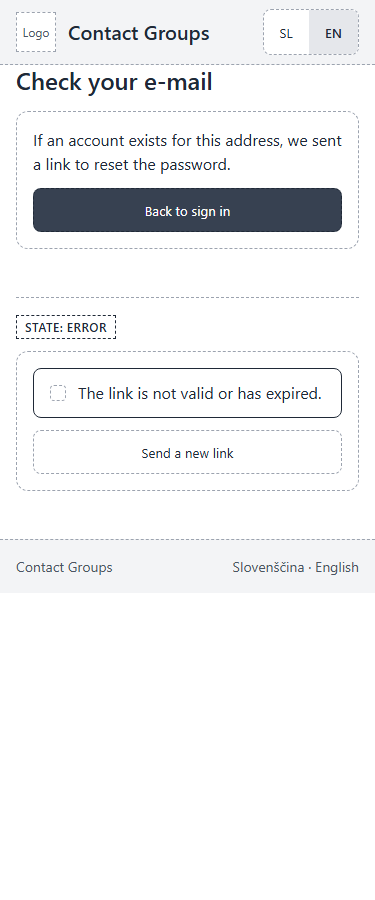 Logo
Contact Groups
SL
EN
Check your e-mail
If an account exists for this address, we sent
a link to reset the password.
Back to sign in
STATE: ERROR
The link is not valid or has expired.
Send a new link
Contact Groups
Slovenščina · English